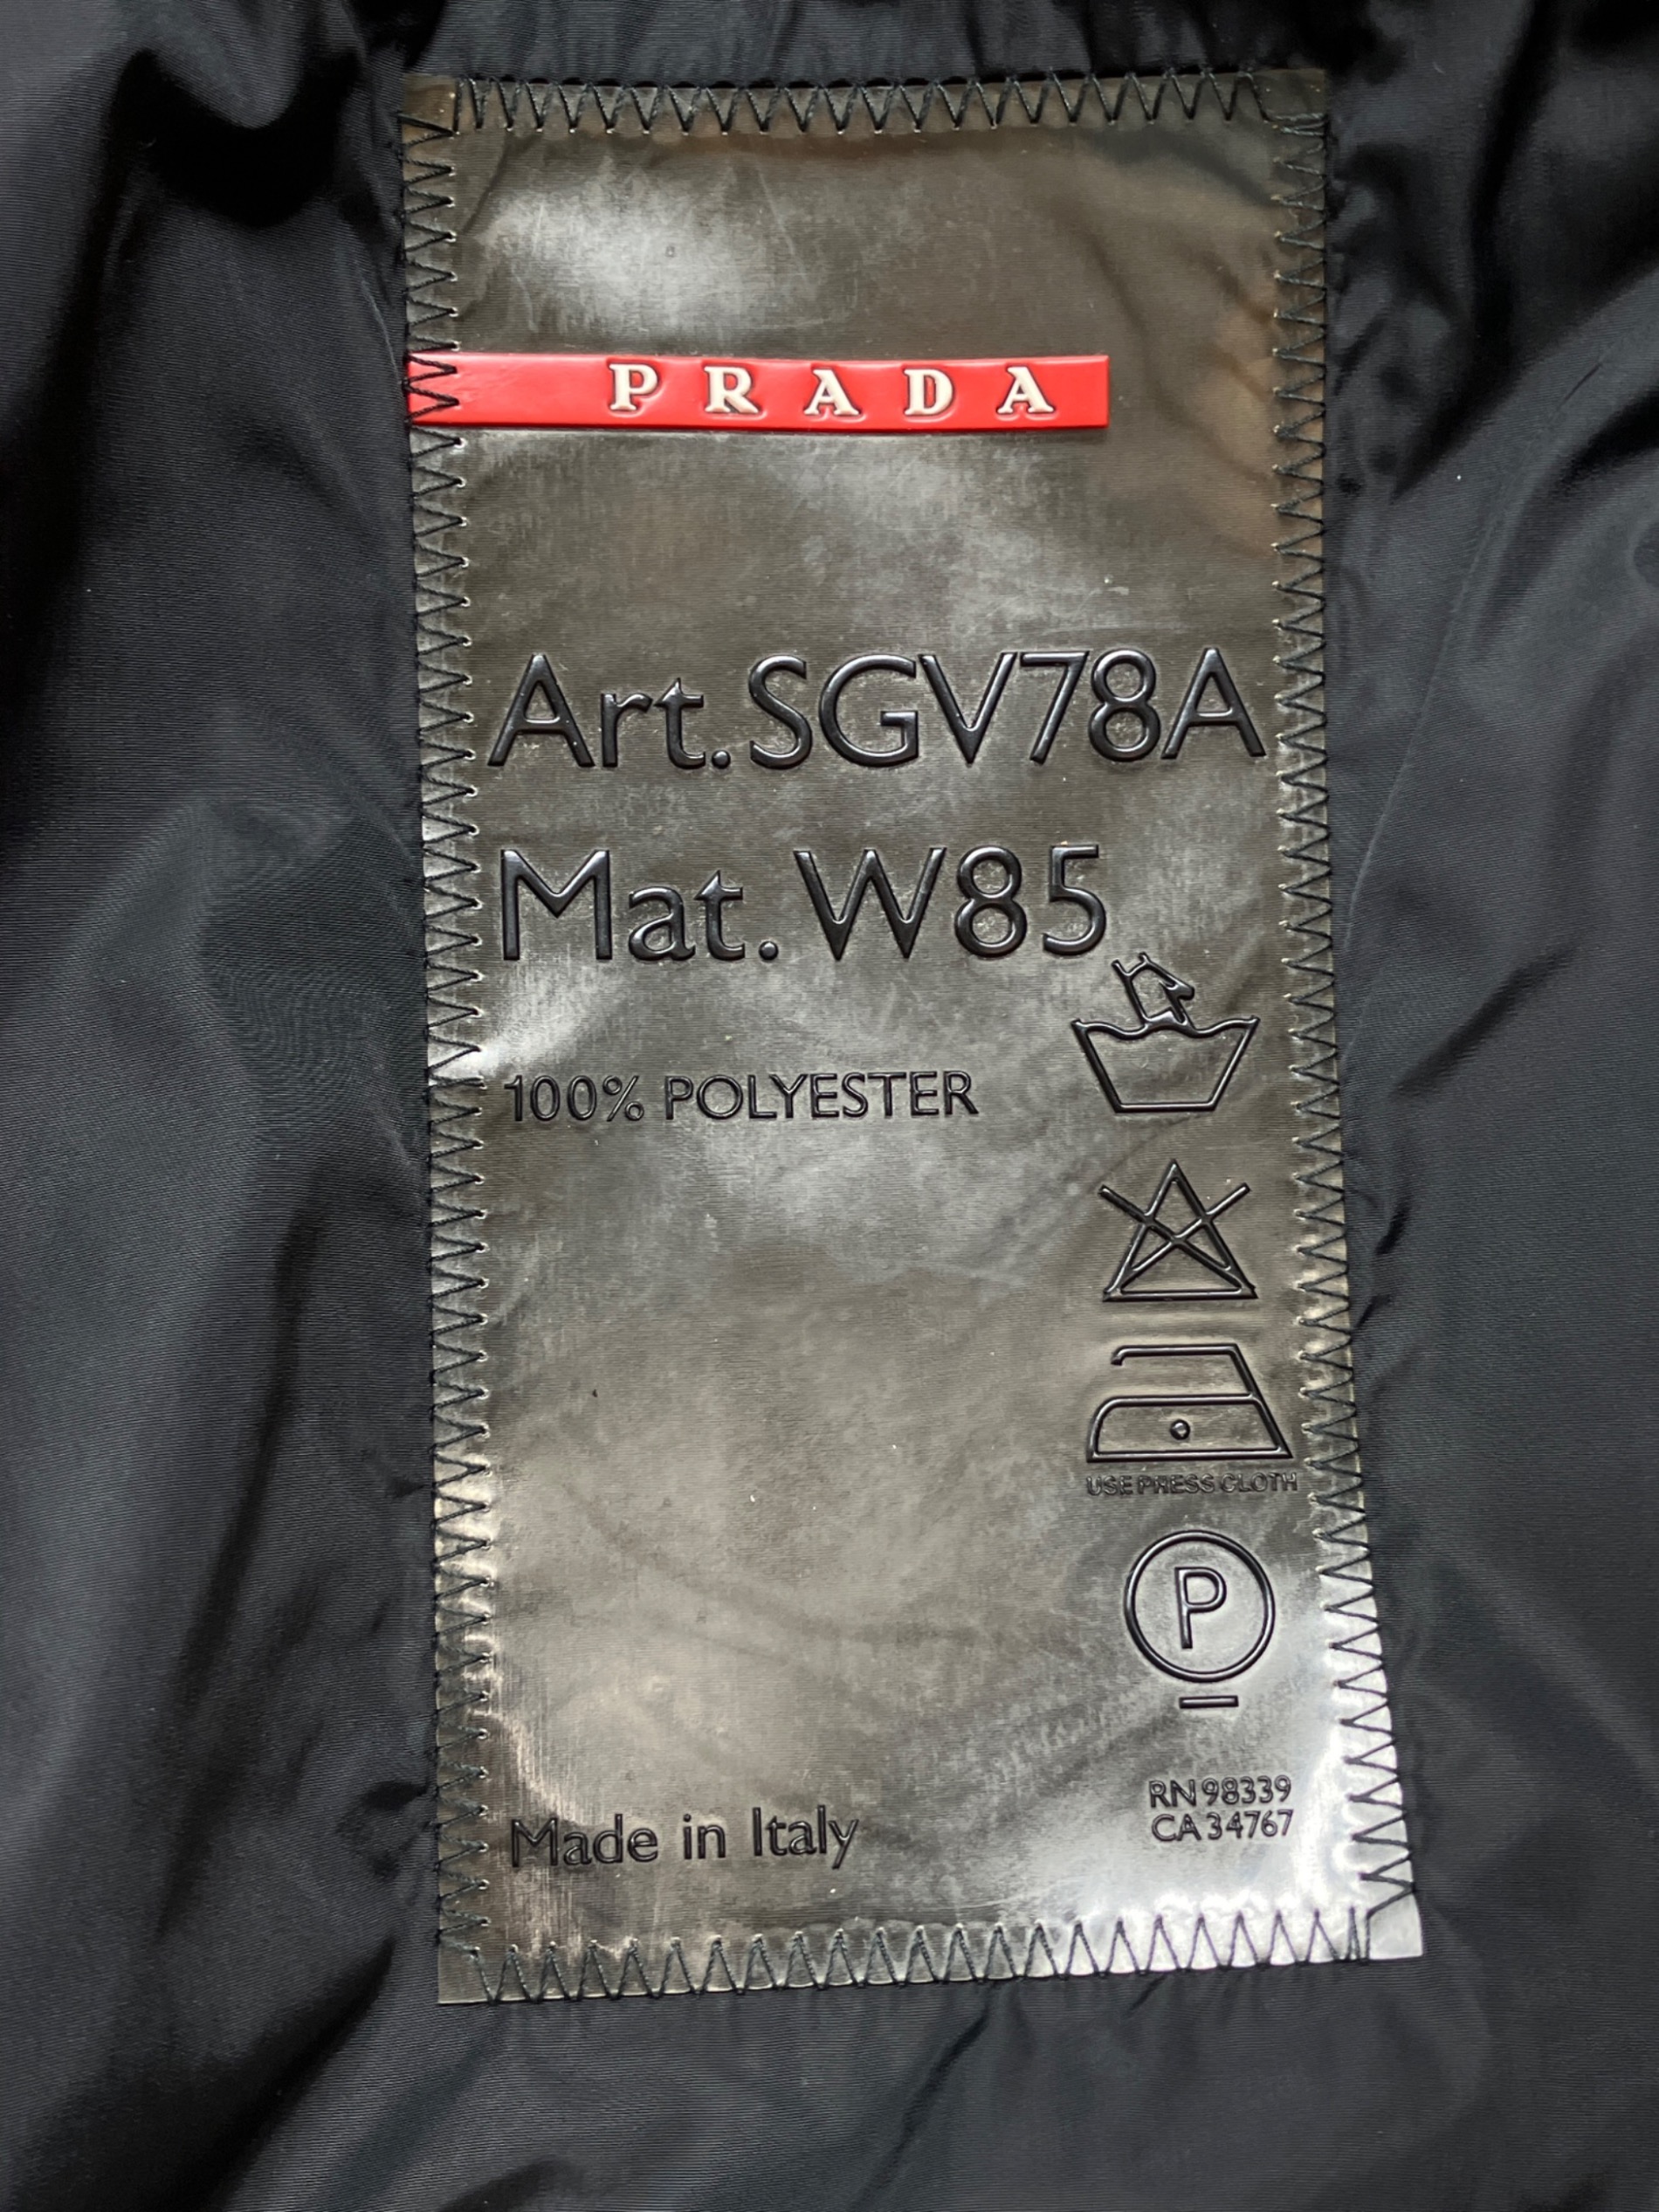 PRADA
Art. SGV78A
Mat. W85
100% POLYESTER
USE PRESS CLOTH
P
RN 98339
CA 34767
Made in Italy